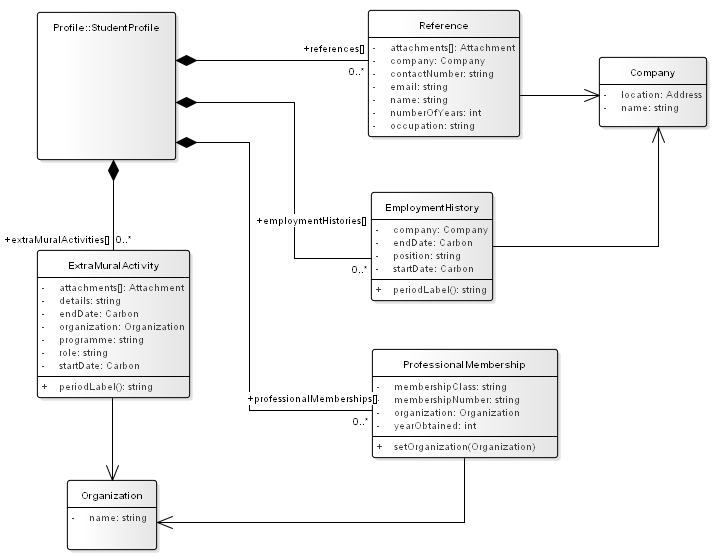 Profile::StudentProfile
Reference
- attachments[]: Attachment
- company: Company
- contactNumber: string
- email: string
- name: string
- numberOfYears: int
- occupation: string
+references[]
0..*
Company
- location: Address
- name: string
+employmentHistories[]
0..*
EmploymentHistory
- company: Company
- endDate: Carbon
- position: string
- startDate: Carbon
+ periodLabel(): string
+extraMuralActivities[]
0..*
ExtraMuralActivity
- attachments[]: Attachment
- details: string
- endDate: Carbon
- organization: Organization
- programme: string
- role: string
- startDate: Carbon
+ periodLabel(): string
+professionalMemberships[]
0..*
ProfessionalMembership
- membershipClass: string
- membershipNumber: string
- organization: Organization
- yearObtained: int
+ setOrganization(Organization)
Organization
- name: string